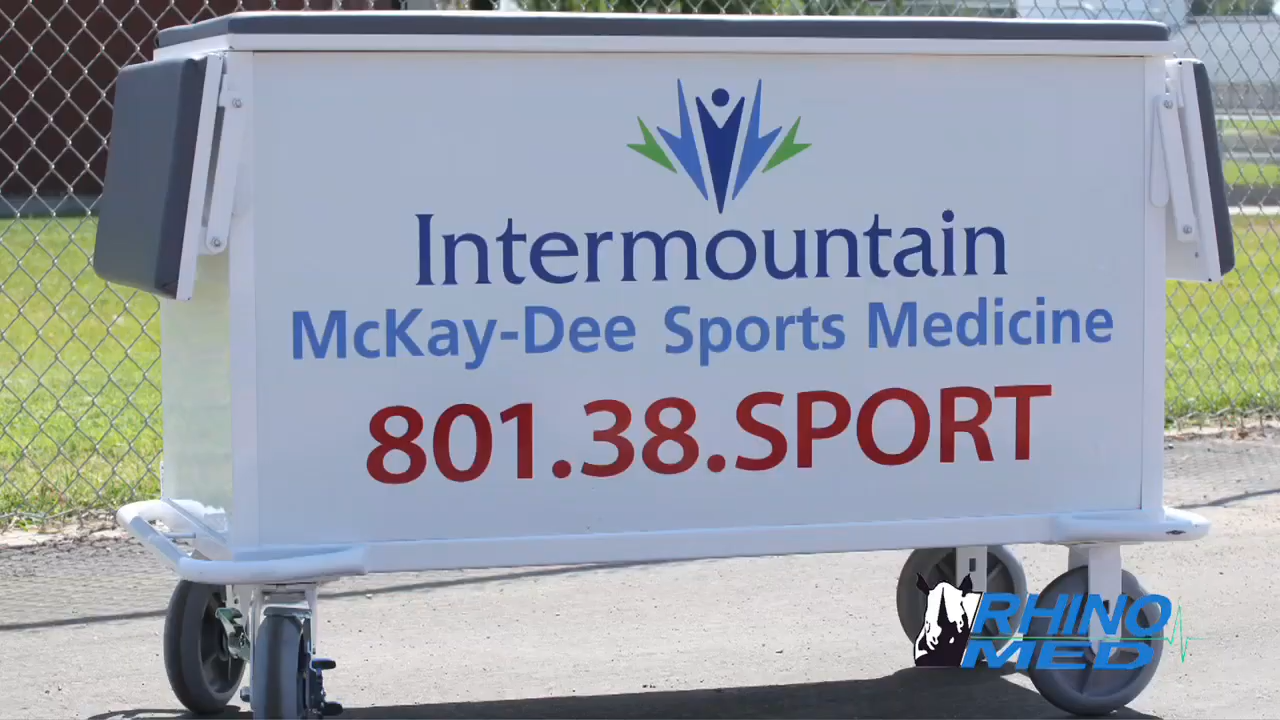 Intermountain
McKay-Dee Sports Medicine
801.38.SPORT
RHINO
MED